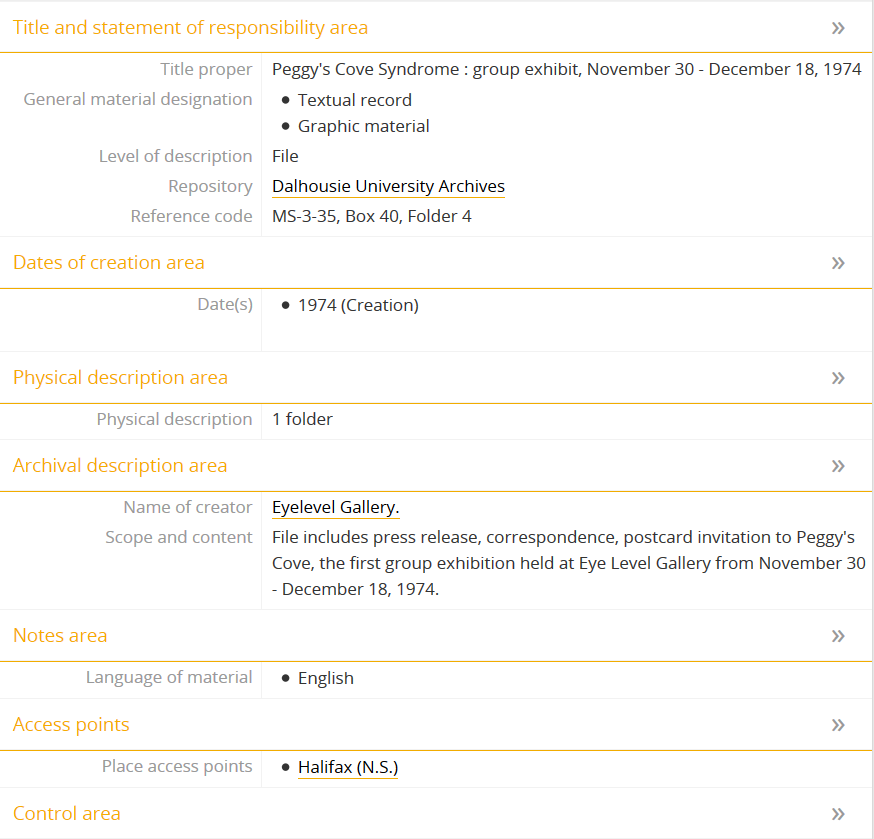 Title and statement of responsibility area »
Title proper Peggy's Cove Syndrome : group exhibit, November 30 - December 18, 1974
General material designation • Textual record
• Graphic material
Level of description File
Repository Dalhousie University Archives
Reference code MS-3-35, Box 40, Folder 4
Dates of creation area »
Date(s) • 1974 (Creation)
Physical description area »
Physical description 1 folder
Archival description area »
Name of creator Eyelevel Gallery.
Scope and content File includes press release, correspondence, postcard invitation to Peggy's
Cove, the first group exhibition held at Eye Level Gallery from November 30
- December 18, 1974.
Notes area »
Language of material • English
Access points »
Place access points • Halifax (N.S.)
Control area »